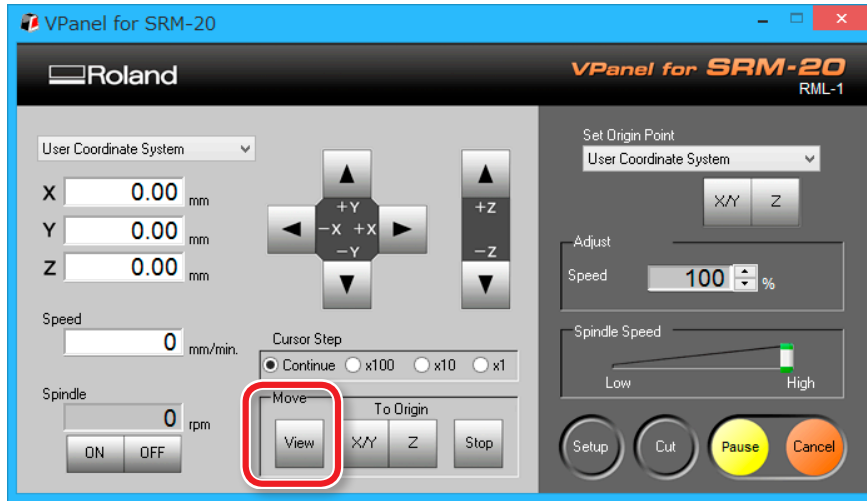 VPanel for SRM-20
Roland
VPanel for SRM-20
RML-1
User Coordinate System
X 0.00 mm
Y 0.00 mm
Z 0.00 mm
Speed
0 mm/min.
Spindle
0 rpm
ON OFF
+Y
-X +X
-Y
+Z
-Z
Cursor Step
Continue x100 x10 x1
Move
To Origin
View X/Y Z Stop
Set Origin Point
User Coordinate System
X/Y Z
Adjust
Speed 100 %
Spindle Speed
Low High
Setup Cut Pause Cancel